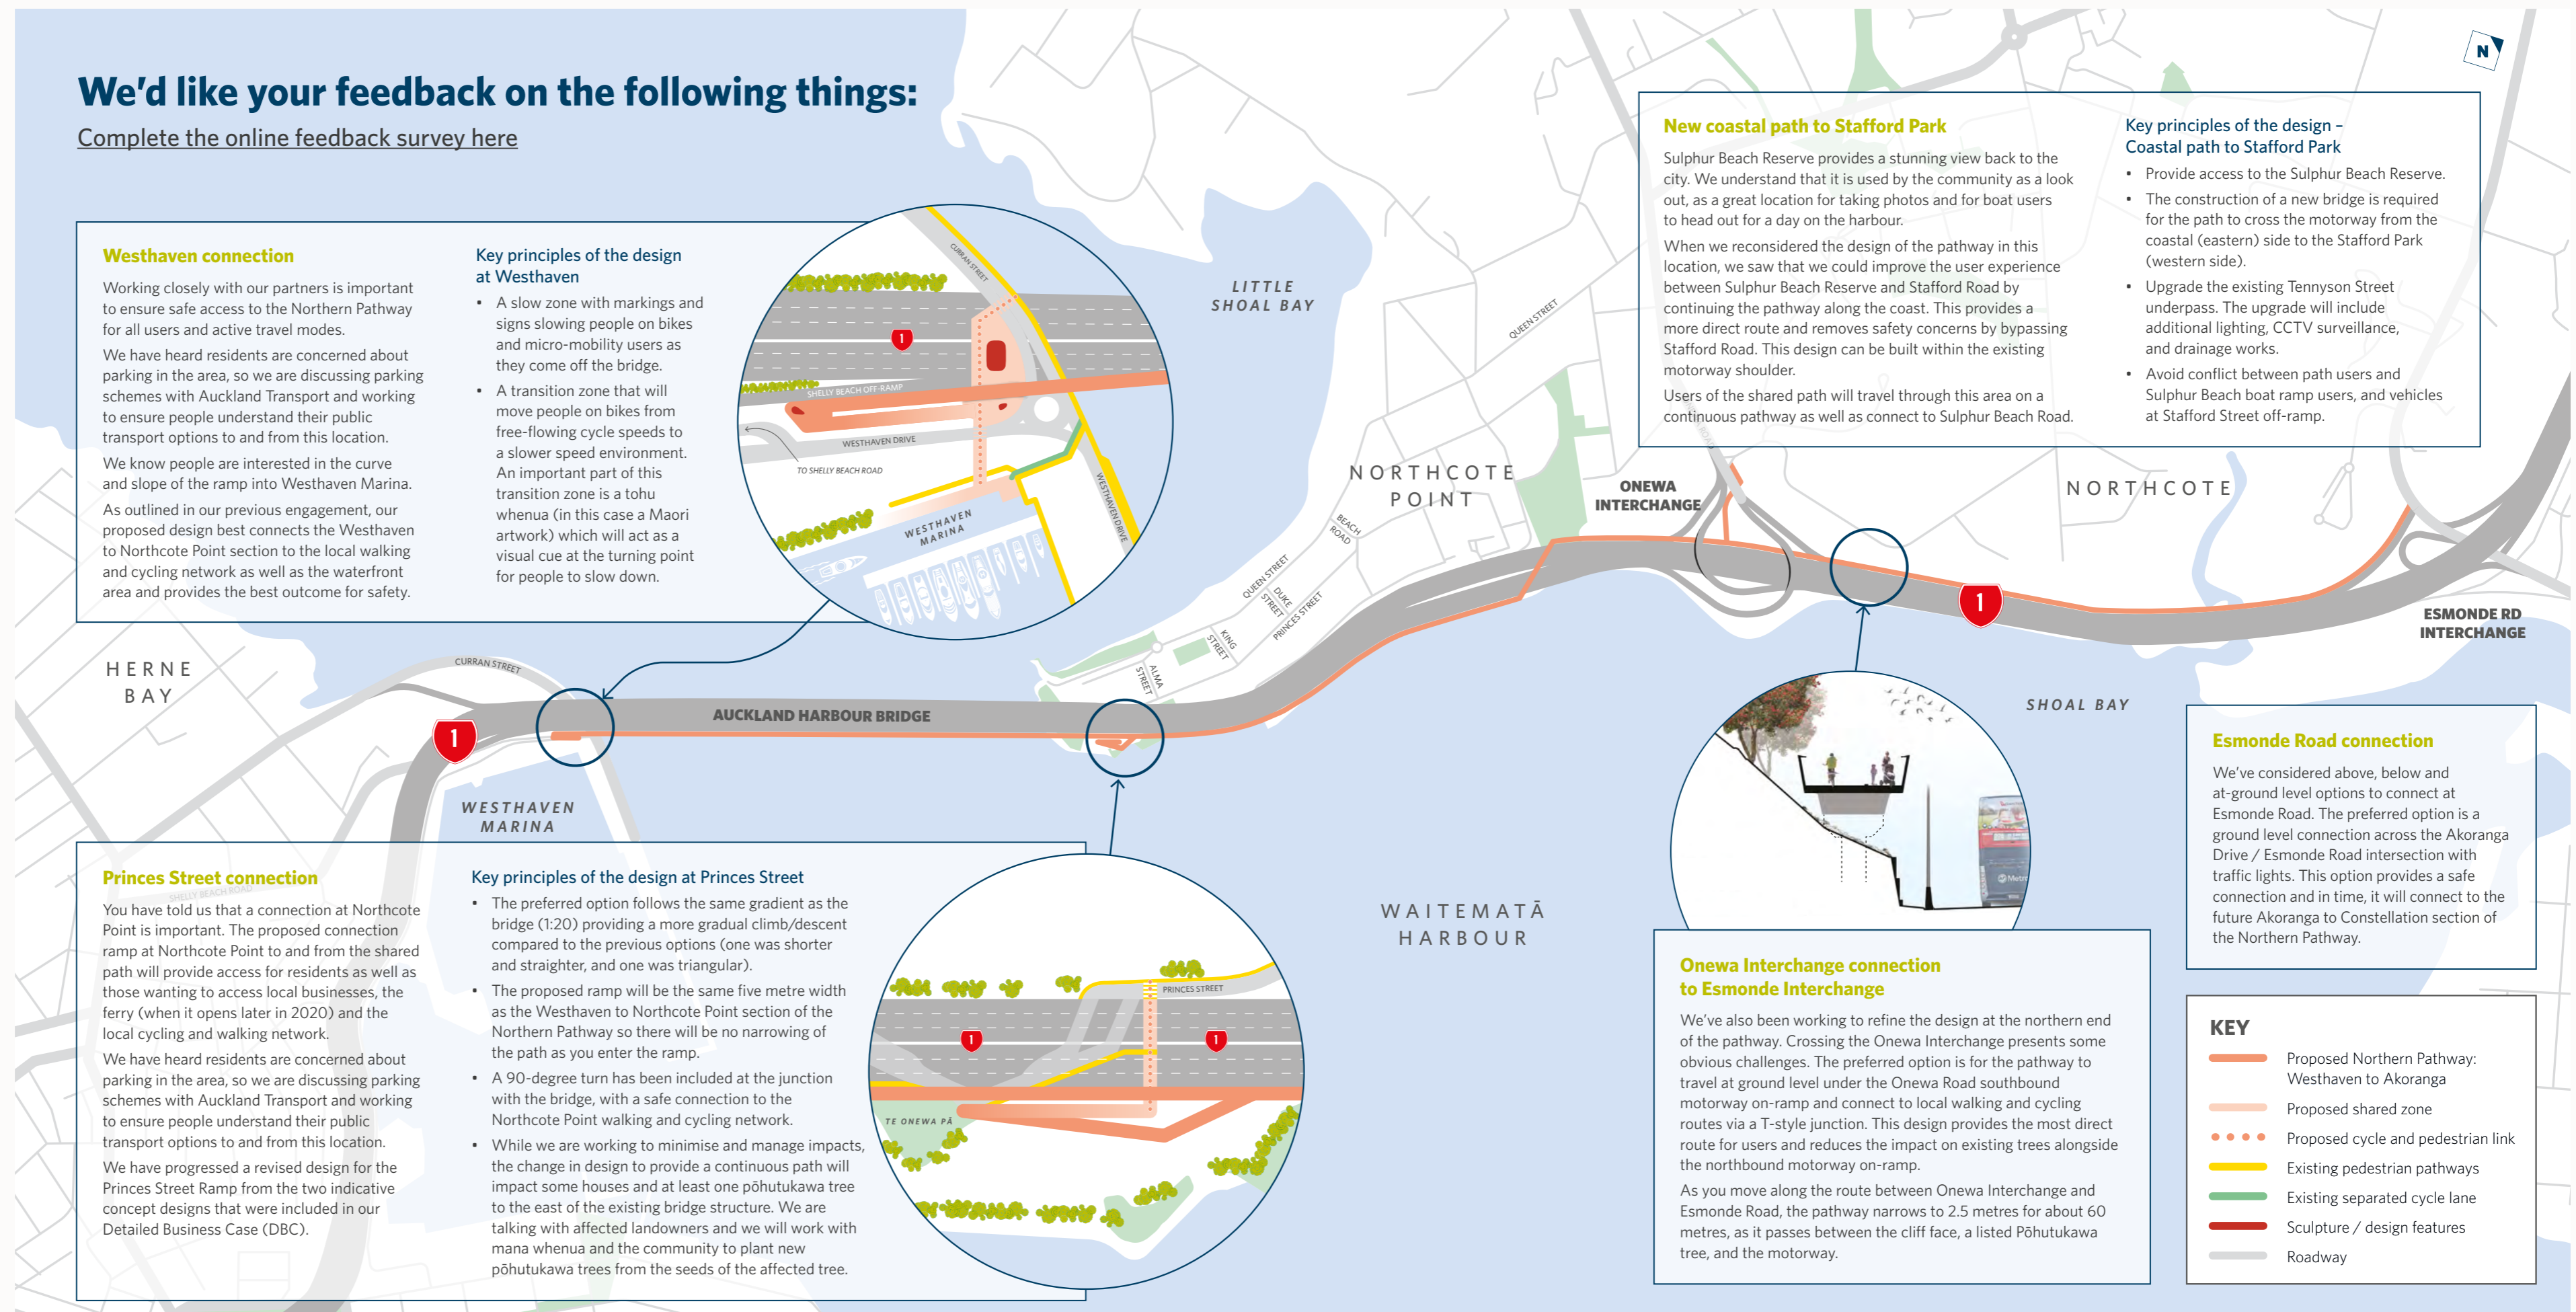 We'd like your feedback on the following things:
Complete the online feedback survey here
N
Westhaven connection
Working closely with our partners is important
to ensure safe access to the Northern Pathway
for all users and active travel modes.
We have heard residents are concerned about
parking in the area, so we are discussing parking
schemes with Auckland Transport and working
to ensure people understand their public
transport options to and from this location.
We know people are interested in the curve
and slope of the ramp into Westhaven Marina.
As outlined in our previous engagement, our
proposed design best connects the Westhaven
to Northcote Point section to the local walking
and cycling network as well as the waterfront
area and provides the best outcome for safety.
Key principles of the design
at Westhaven
• A slow zone with markings and
signs slowing people on bikes
and micro-mobility users as
they come off the bridge.
• A transition zone that will
move people on bikes from
free-flowing cycle speeds to
a slower speed environment.
An important part of this
transition zone is a tohu
whenua (in this case a Maori
artwork) which will act as a
visual cue at the turning point
for people to slow down.
CURRAN STREET
1
SHELLY BEACH OFF-RAMP
WESTHAVEN DRIVE
TO SHELLY BEACH ROAD
WESTHAVEN DRIVE
WESTHAVEN
MARINA
LITTLE
SHOAL BAY
QUEEN STREET
NORTHCOTE
POINT
BEACH
ROAD
QUEEN STREET
DUKE
STREET
PRINCES STREET
KING
STREET
ALMA
STREET
New coastal path to Stafford Park
Sulphur Beach Reserve provides a stunning view back to the
city. We understand that it is used by the community as a look
out, as a great location for taking photos and for boat users
to head out for a day on the harbour.
When we reconsidered the design of the pathway in this
location, we saw that we could improve the user experience
between Sulphur Beach Reserve and Stafford Road by
continuing the pathway along the coast. This provides a
more direct route and removes safety concerns by bypassing
Stafford Road. This design can be built within the existing
motorway shoulder.
Users of the shared path will travel through this area on a
continuous pathway as well as connect to Sulphur Beach Road.
Key principles of the design –
Coastal path to Stafford Park
• Provide access to the Sulphur Beach Reserve.
• The construction of a new bridge is required
for the path to cross the motorway from the
coastal (eastern) side to the Stafford Park
(western side).
• Upgrade the existing Tennyson Street
underpass. The upgrade will include
additional lighting, CCTV surveillance,
and drainage works.
• Avoid conflict between path users and
Sulphur Beach boat ramp users, and vehicles
at Stafford Street off-ramp.
ONEWA
INTERCHANGE
NORTHCOTE
1
ESMONDE RD
INTERCHANGE
HERNE
BAY
CURRAN STREET
1
AUCKLAND HARBOUR BRIDGE
WESTHAVEN
MARINA
SHOAL BAY
WAITEMATĀ
HARBOUR
SHELLY BEACH ROAD
Princes Street connection
You have told us that a connection at Northcote
Point is important. The proposed connection
ramp at Northcote Point to and from the shared
path will provide access for residents as well as
those wanting to access local businesses, the
ferry (when it opens later in 2020) and the
local cycling and walking network.
We have heard residents are concerned about
parking in the area, so we are discussing parking
schemes with Auckland Transport and working
to ensure people understand their public
transport options to and from this location.
We have progressed a revised design for the
Princes Street Ramp from the two indicative
concept designs that were included in our
Detailed Business Case (DBC).
Key principles of the design at Princes Street
• The preferred option follows the same gradient as the
bridge (1:20) providing a more gradual climb/descent
compared to the previous options (one was shorter
and straighter, and one was triangular).
• The proposed ramp will be the same five metre width
as the Westhaven to Northcote Point section of the
Northern Pathway so there will be no narrowing of
the path as you enter the ramp.
• A 90-degree turn has been included at the junction
with the bridge, with a safe connection to the
Northcote Point walking and cycling network.
• While we are working to minimise and manage impacts,
the change in design to provide a continuous path will
impact some houses and at least one pōhutukawa tree
to the east of the existing bridge structure. We are
talking with affected landowners and we will work with
mana whenua and the community to plant new
pōhutukawa trees from the seeds of the affected tree.
PRINCES STREET
1
1
TE ONEWA PĀ
Metro
Onewa Interchange connection
to Esmonde Interchange
We've also been working to refine the design at the northern end
of the pathway. Crossing the Onewa Interchange presents some
obvious challenges. The preferred option is for the pathway to
travel at ground level under the Onewa Road southbound
motorway on-ramp and connect to local walking and cycling
routes via a T-style junction. This design provides the most direct
route for users and reduces the impact on existing trees alongside
the northbound motorway on-ramp.
As you move along the route between Onewa Interchange and
Esmonde Road, the pathway narrows to 2.5 metres for about 60
metres, as it passes between the cliff face, a listed Pōhutukawa
tree, and the motorway.
Esmonde Road connection
We've considered above, below and
at-ground level options to connect at
Esmonde Road. The preferred option is a
ground level connection across the Akoranga
Drive / Esmonde Road intersection with
traffic lights. This option provides a safe
connection and in time, it will connect to the
future Akoranga to Constellation section of
the Northern Pathway.
KEY
Proposed Northern Pathway:
Westhaven to Akoranga
Proposed shared zone
Proposed cycle and pedestrian link
Existing pedestrian pathways
Existing separated cycle lane
Sculpture / design features
Roadway